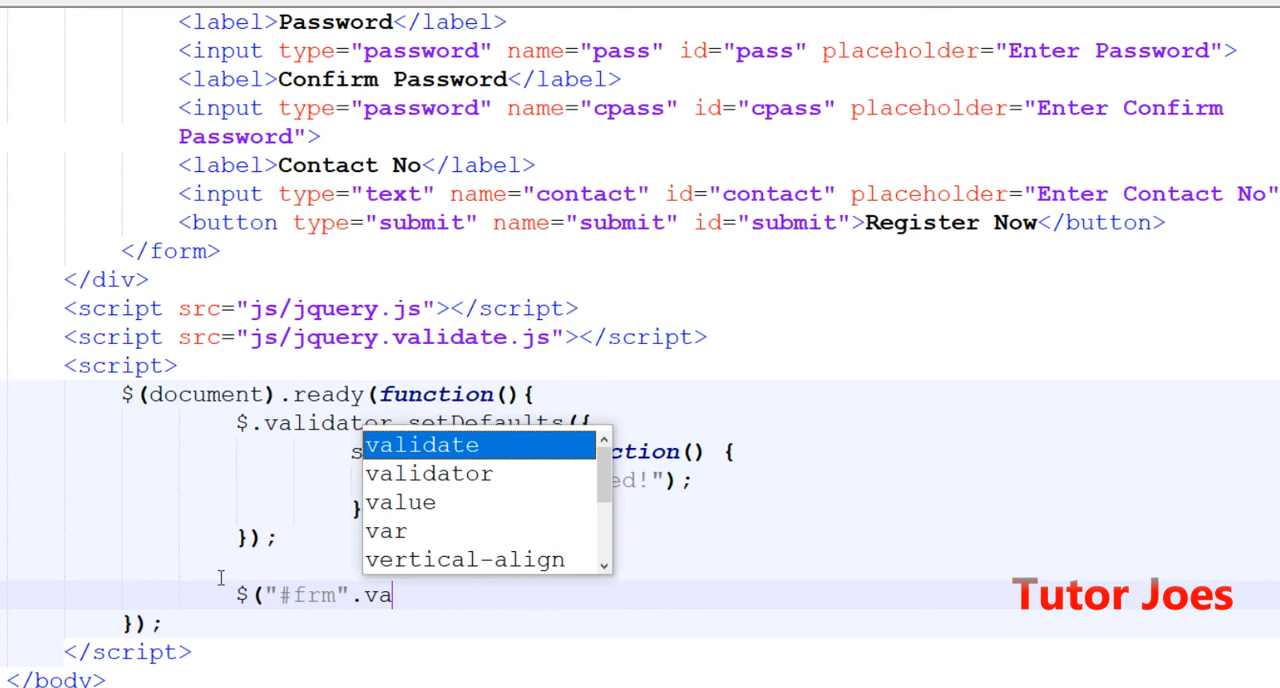 <label>Password</label>
<input type="password" name="pass" id="pass" placeholder="Enter Password">
<label>Confirm Password</label>
<input type="password" name="cpass" id="cpass" placeholder="Enter Confirm
Password">
<label>Contact No</label>
<input type="text" name="contact" id="contact" placeholder="Enter Contact No"
<button type="submit" name="submit" id="submit">Register Now</button>
</form>
</div>
<script src="js/jquery.js"></script>
<script src="js/jquery.validate.js"></script>
<script>
$(document).ready(function(){
$.validator.setDefaults({
s ction() {
ed!");
}
});
validate
validator
value
var
vertical-align
$("#frm".va
});
</script>
</body>
Tutor Joes